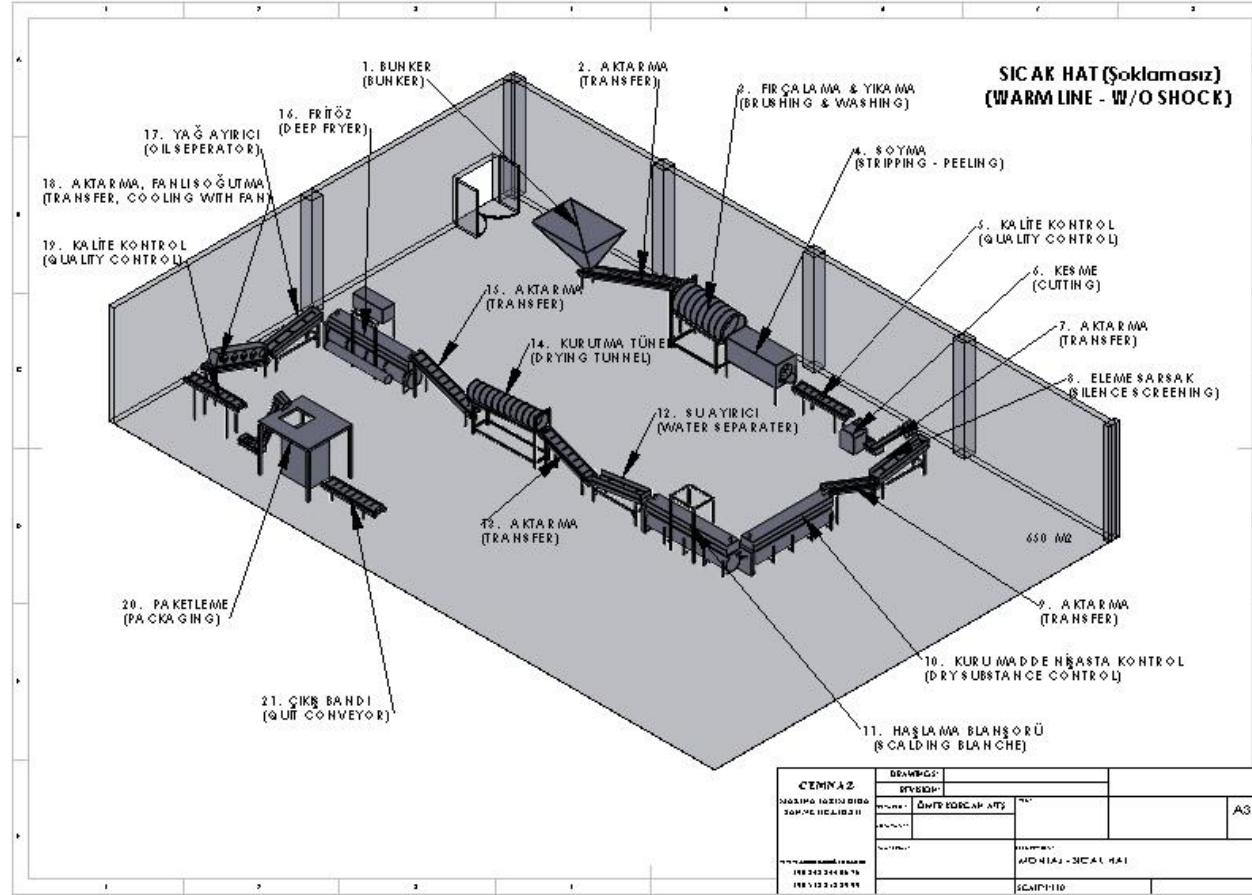 SICAK HAT (Şoklamasız)
(WARM LINE - W/O SHOCK)
1. BUNKER
(BUNKER)
2. AKTARMA
(TRANSFER)
3. FIRÇALAMA & YIKAMA
(BRUSHING & WASHING)
4. SOYMA
(STRIPPING - PEELING)
5. KALİTE KONTROL
(QUALITY CONTROL)
6. KESME
(CUTTING)
7. AKTARMA
(TRANSFER)
8. ELEME SARSAK
(SILENCE SCREENING)
9. AKTARMA
(TRANSFER)
10. KURU MADDE NİŞASTA KONTROL
(DRY SUBSTANCE CONTROL)
11. HAŞLAMA BLANŞORÜ
(SCALDING BLANCHE)
12. SU AYIRICI
(WATER SEPARATER)
13. AKTARMA
(TRANSFER)
14. KURUTMA TÜNE
(DRYING TUNNEL)
15. AKTARMA
(TRANSFER)
16. FRİTÖZ
(DEEP FRYER)
17. YAĞ AYIRICI
(OIL SEPERATOR)
18. AKTARMA, FANLI SOĞUTMA
(TRANSFER, COOLING WITH FAN)
19. KALİTE KONTROL
(QUALITY CONTROL)
20. PAKETLEME
(PACKAGING)
21. ÇIKIŞ BANDI
(QUIT CONVEYOR)
650 M2
CEMNAZ
DRAWINGS:
REVISION:
A3
MONTAJ - SICAK HAT